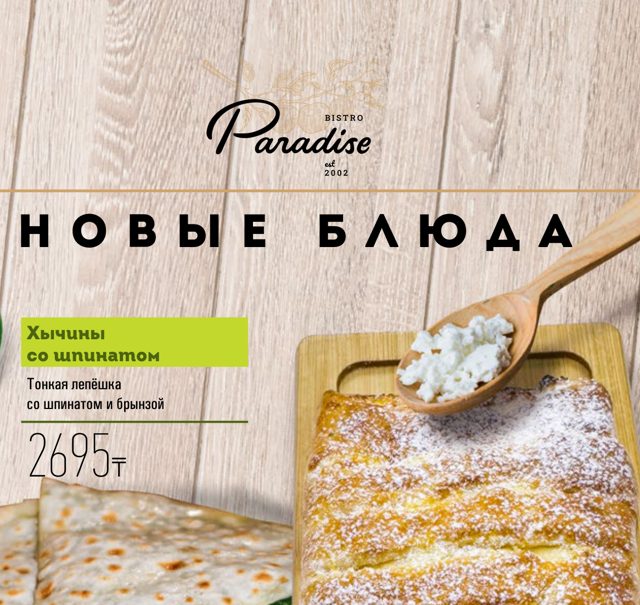 BISTRO
Paradise
est
2002
НОВЫЕ БЛЮДА
Хычины
со шпинатом
Тонкая лепёшка
со шпинатом и брынзой
2695₸